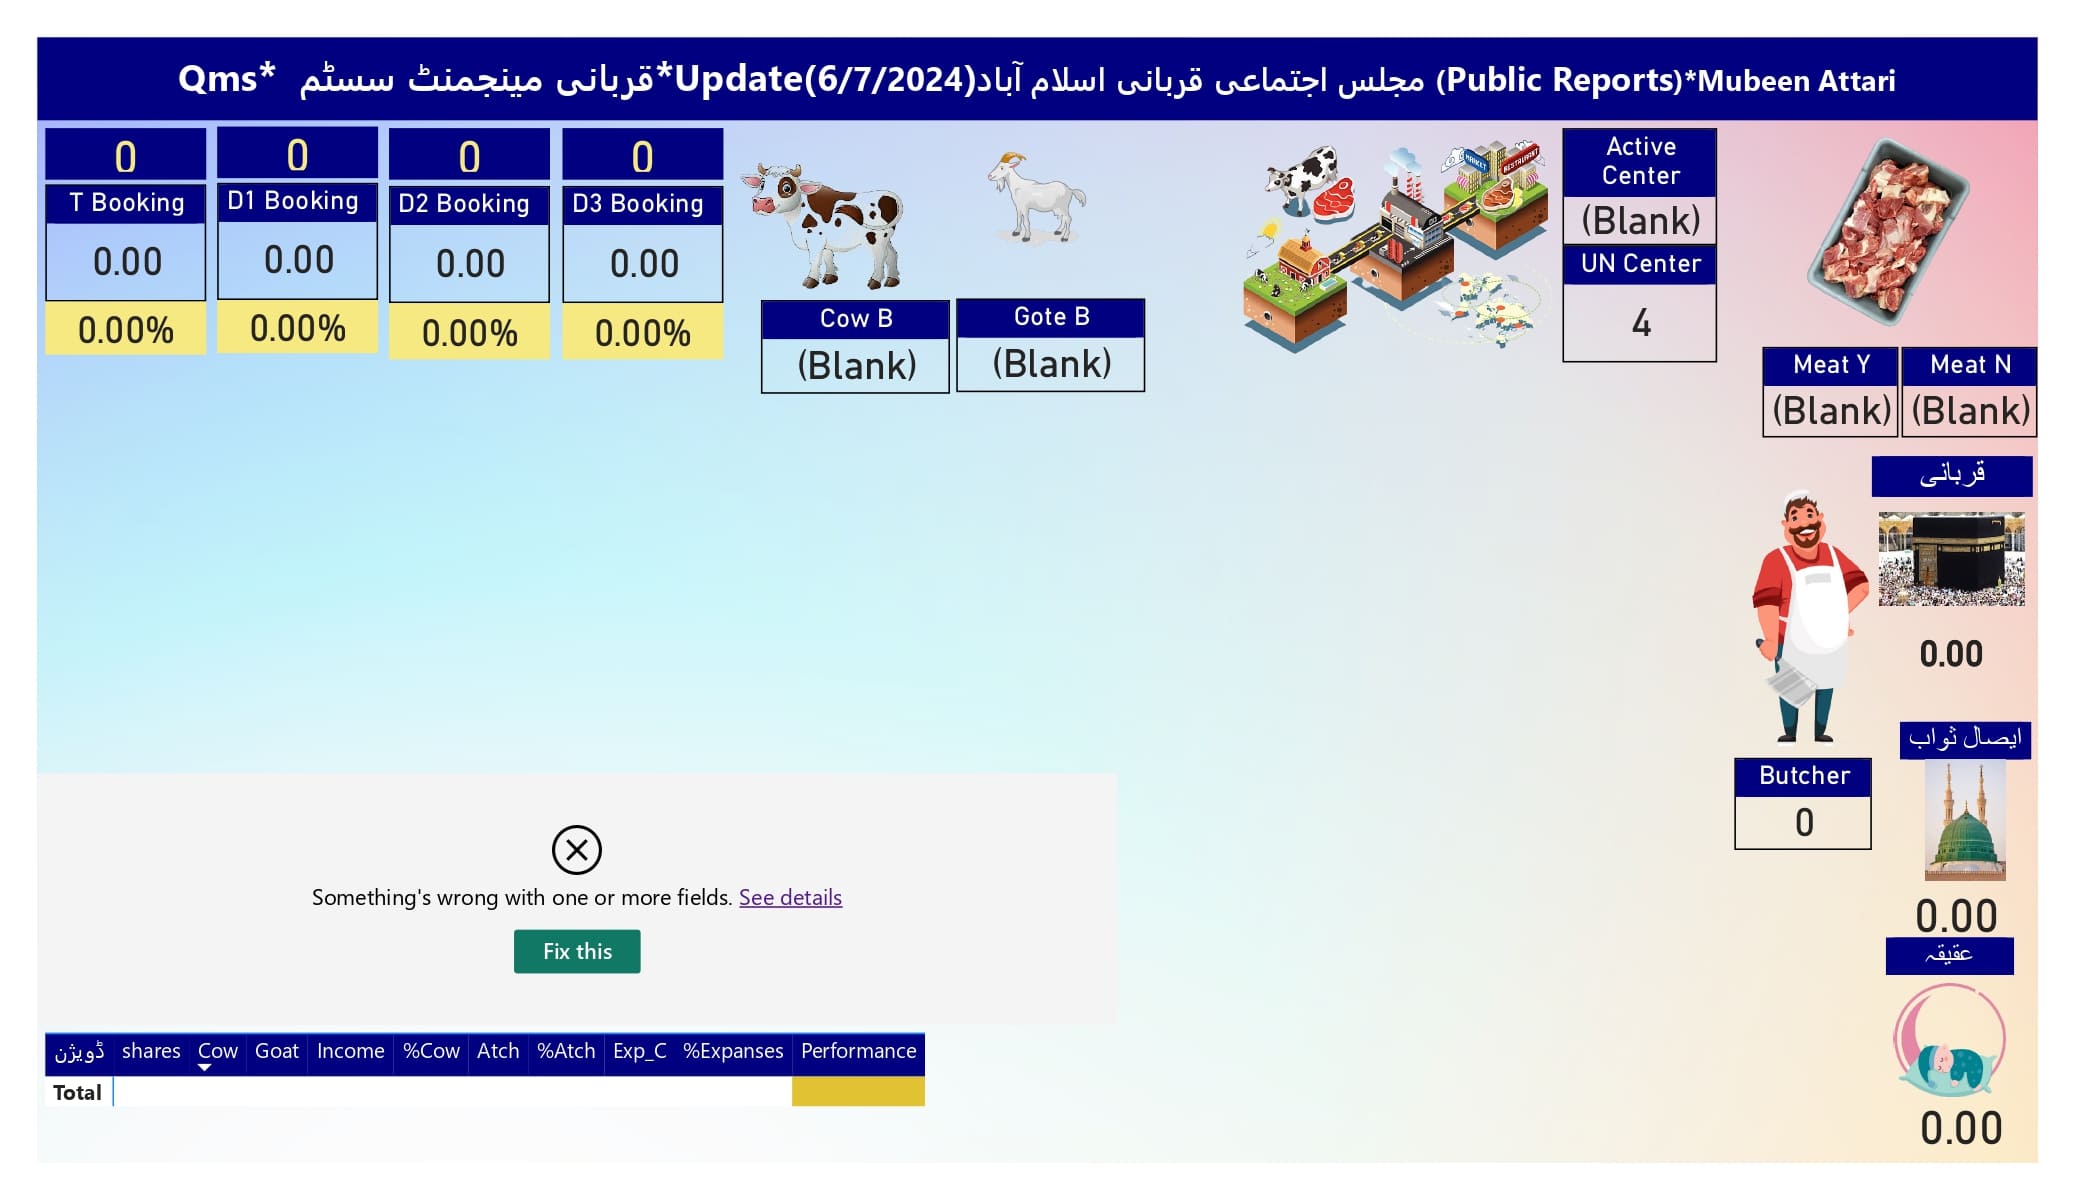 Qms* قربانی مینجمنٹ سسٹم*Update(6/7/2024)مجلس اجتماعی قربانی اسلام آباد (Public Reports)*Mubeen Attari
0
T Booking
0.00
0.00%
0
D1 Booking
0.00
0.00%
0
D2 Booking
0.00
0.00%
0
D3 Booking
0.00
0.00%
Cow B
(Blank)
Gote B
(Blank)
MARKET
RESTAURANT
Active
Center
(Blank)
UN Center
4
Meat Y
(Blank)
Meat N
(Blank)
قربانی
0.00
Butcher
0
ایصال ثواب
0.00
عقیقہ
0.00
Something's wrong with one or more fields. See details
Fix this
ڈویژن shares Cow Goat Income %Cow Atch %Atch Exp_C %Expanses Performance
Total